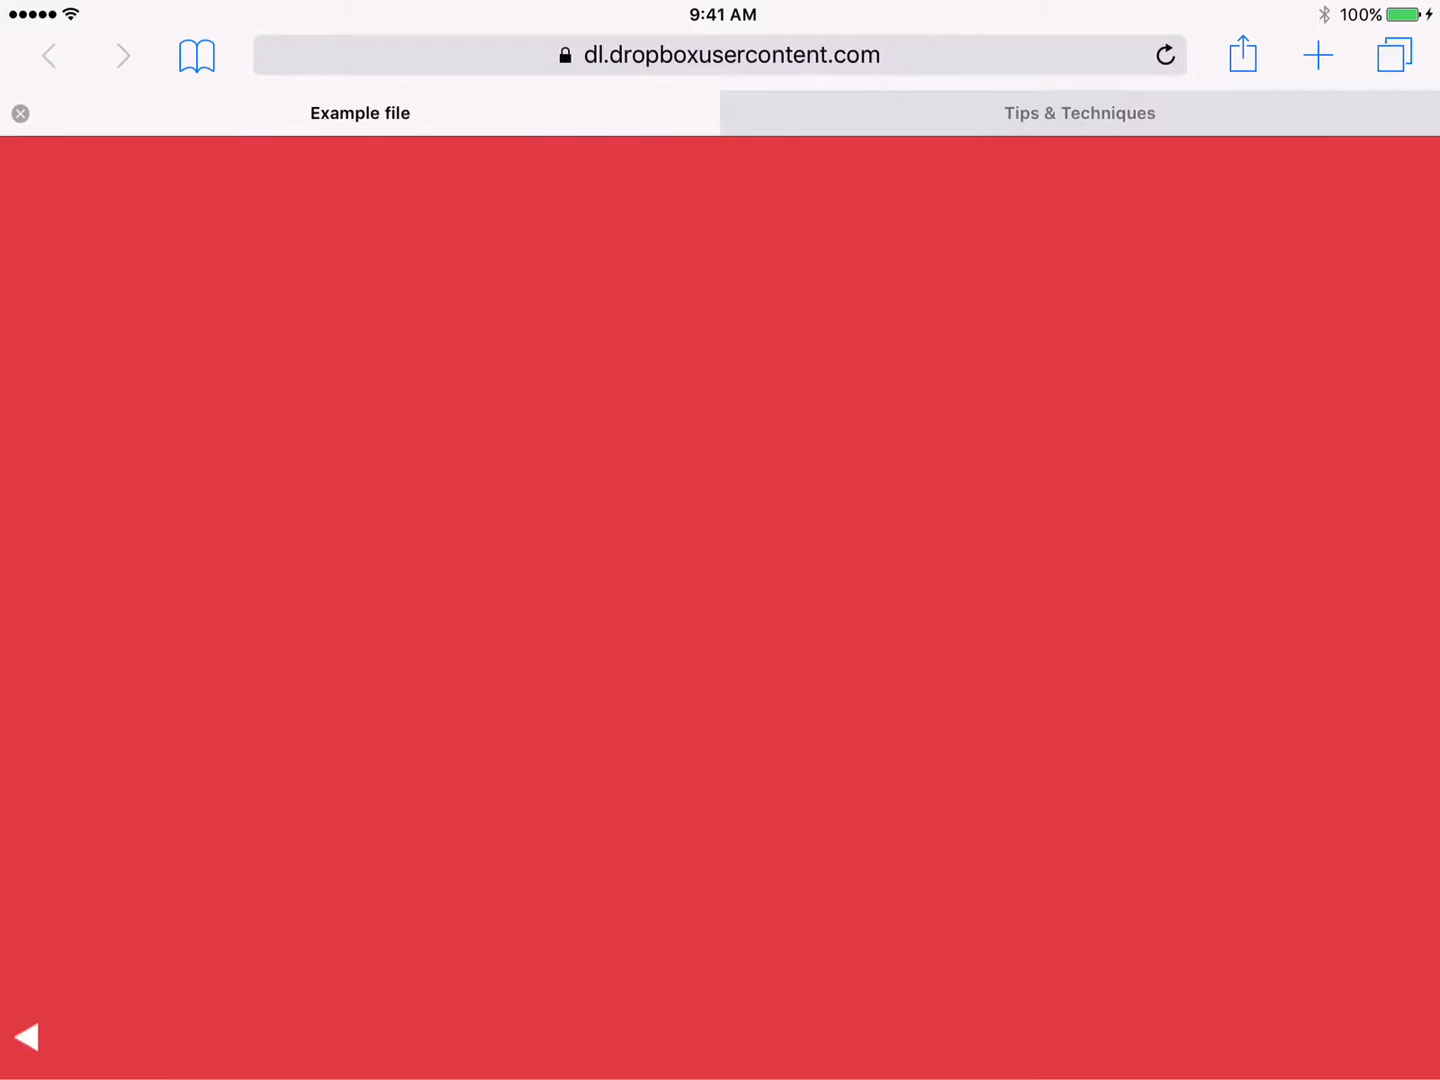 9:41 AM
100%
dl.dropboxusercontent.com
Example file
Tips & Techniques